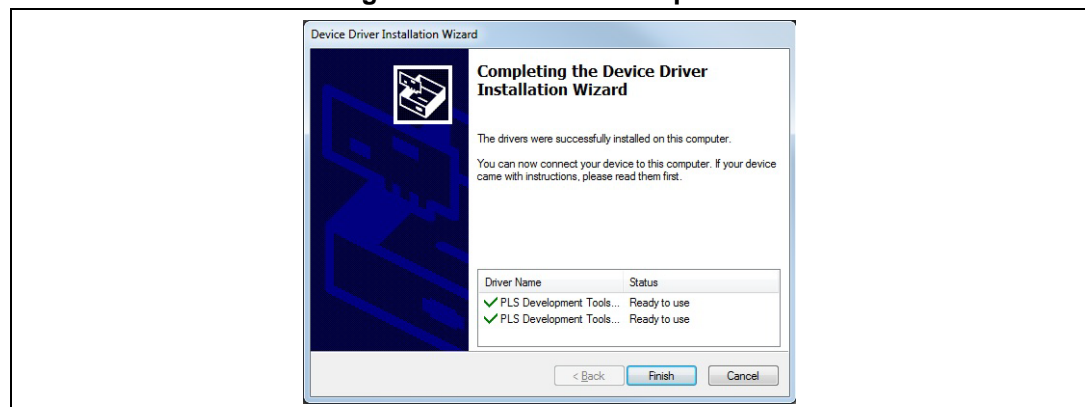 Device Driver Installation Wizard
Completing the Device Driver
Installation Wizard
The drivers were successfully installed on this computer.
You can now connect your device to this computer. If your device
came with instructions, please read them first.
Driver Name Status
PLS Development Tools... Ready to use
PLS Development Tools... Ready to use
< Back Finish Cancel